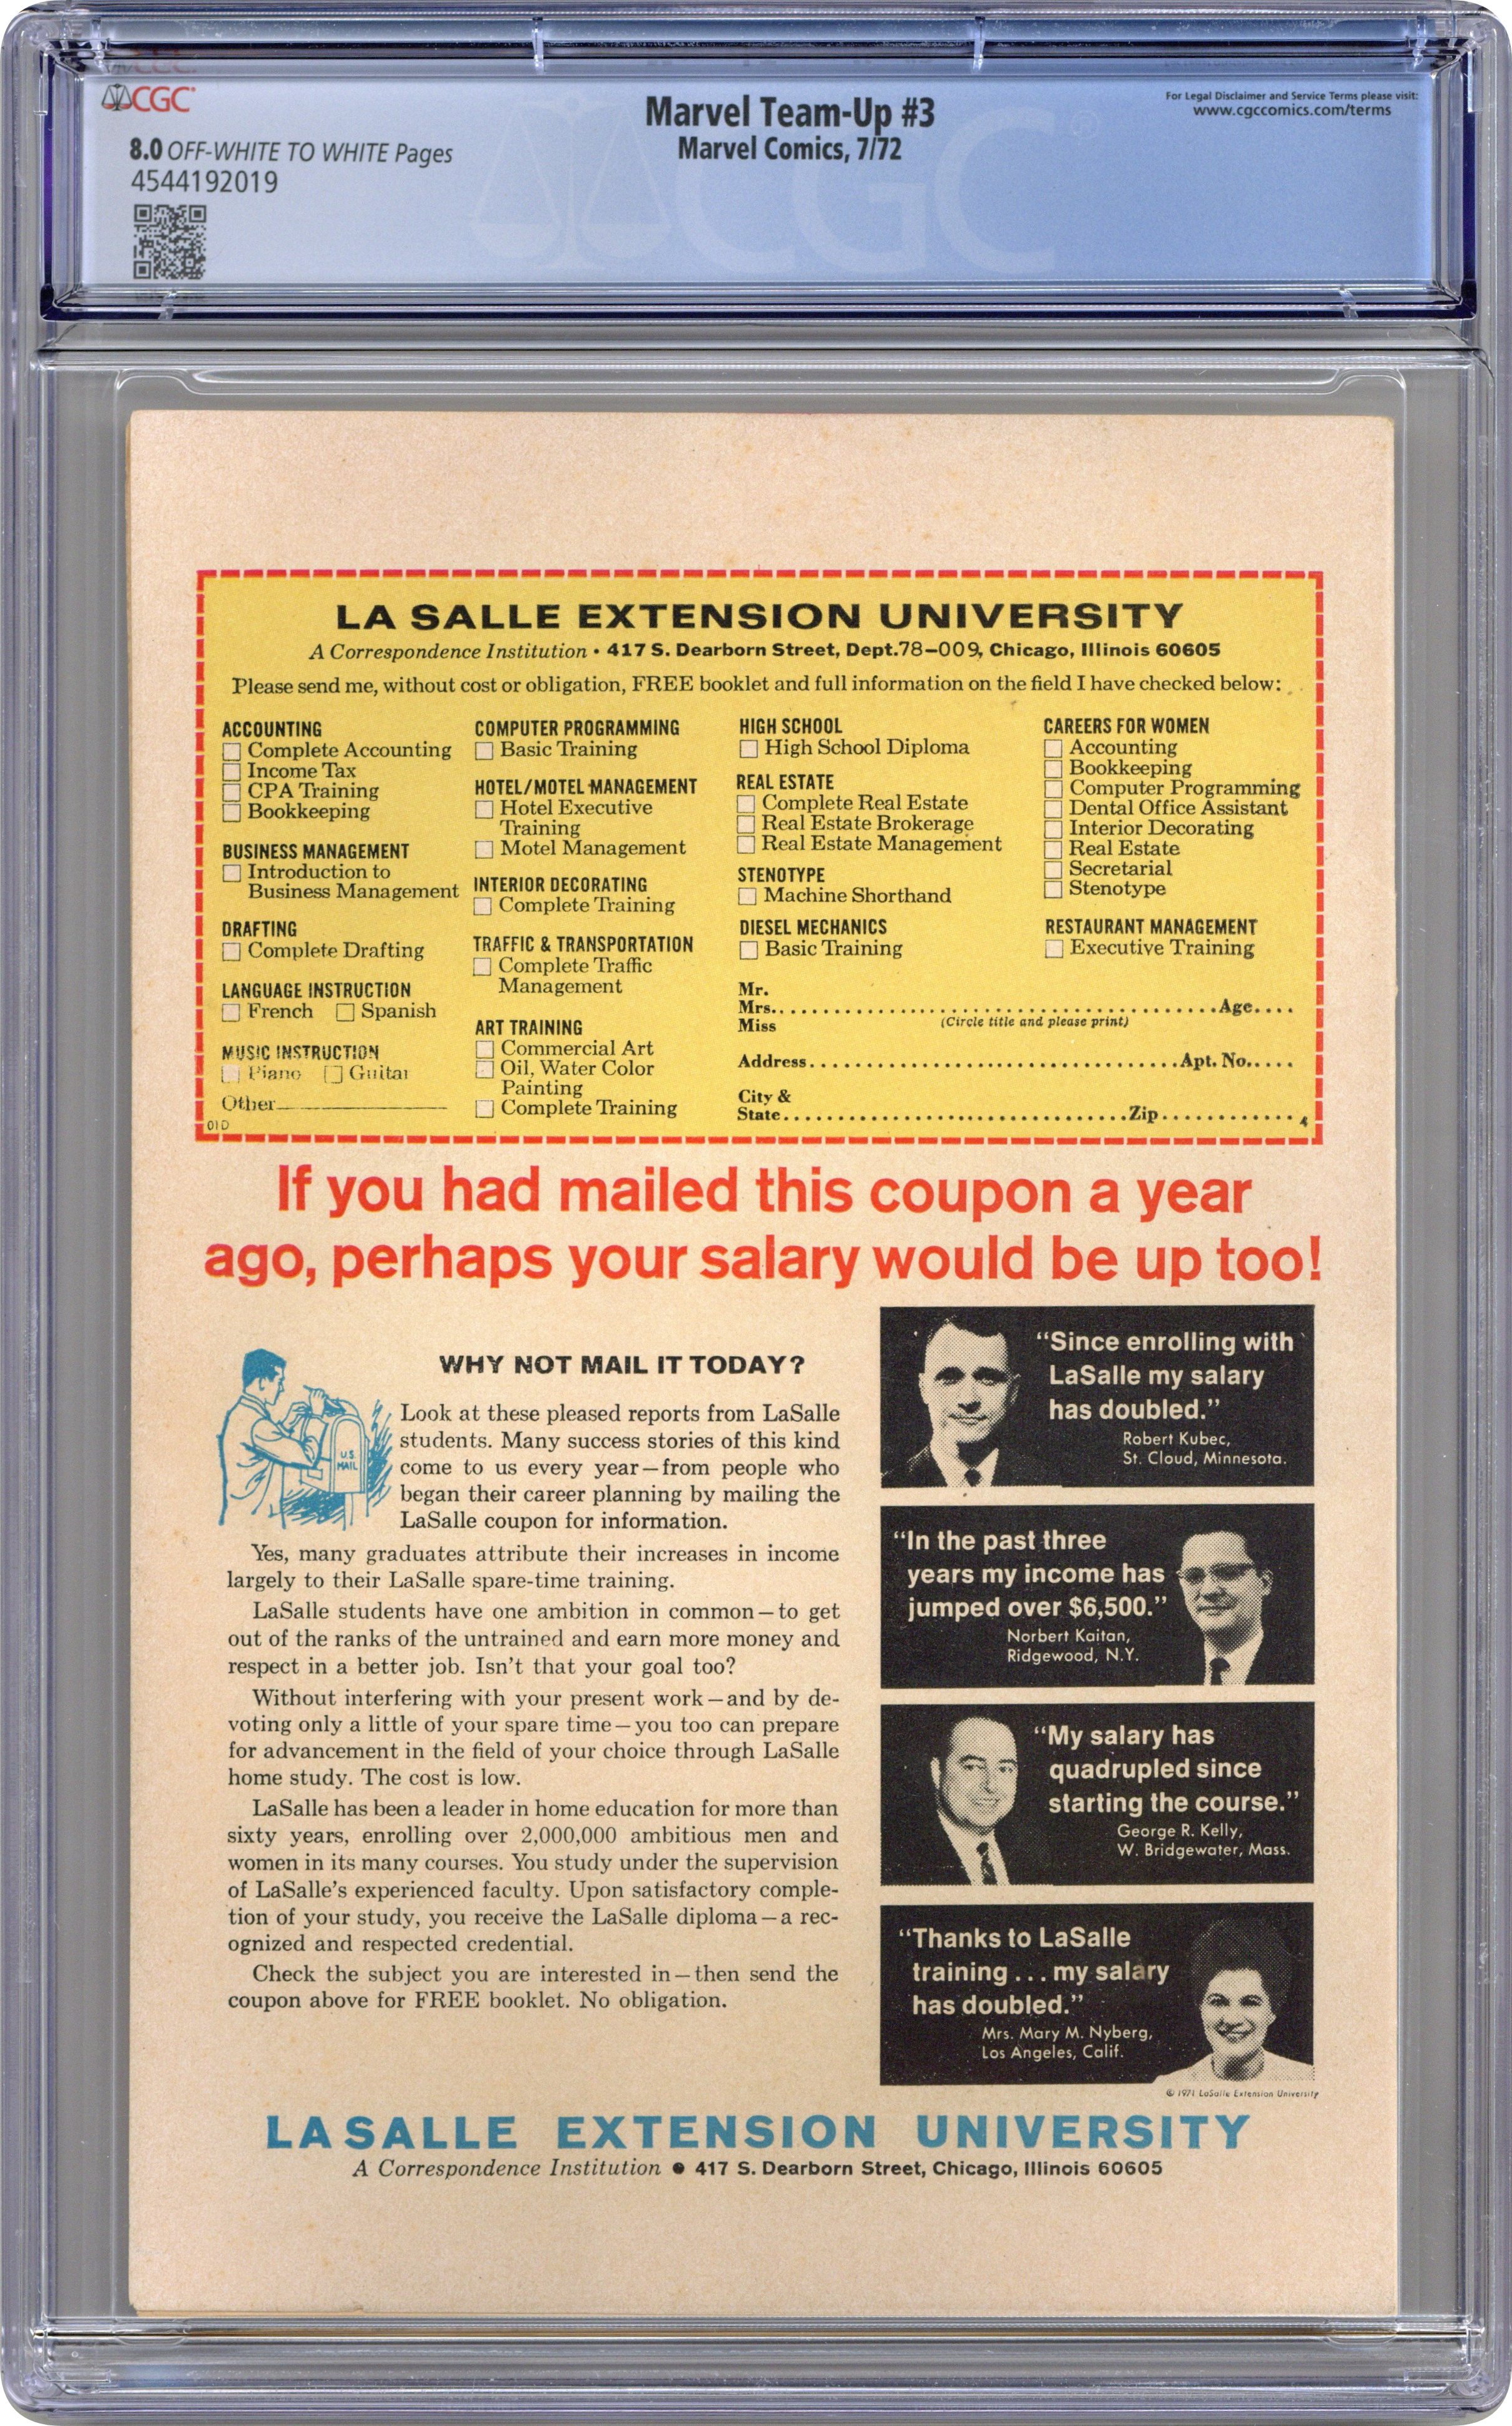 CGC
8.0 OFF-WHITE TO WHITE Pages
4544192019
Marvel Team-Up #3
Marvel Comics, 7/72
For Legal Disclaimer and Service Terms please visit:
www.cgccomics.com/terms
LA SALLE EXTENSION UNIVERSITY
A Correspondence Institution • 417 S. Dearborn Street, Dept.78-009, Chicago, Illinois 60605
Please send me, without cost or obligation, FREE booklet and full information on the field I have checked below:
ACCOUNTING
Complete Accounting
Income Tax
CPA Training
Bookkeeping
BUSINESS MANAGEMENT
Introduction to
Business Management
DRAFTING
Complete Drafting
LANGUAGE INSTRUCTION
French Spanish
MUSIC INSTRUCTION
Piano Guitar
Other
01D
COMPUTER PROGRAMMING
Basic Training
HOTEL/MOTEL MANAGEMENT
Hotel Executive
Training
Motel Management
INTERIOR DECORATING
Complete Training
TRAFFIC & TRANSPORTATION
Complete Traffic
Management
ART TRAINING
Commercial Art
Oil, Water Color
Painting
Complete Training
HIGH SCHOOL
High School Diploma
REAL ESTATE
Complete Real Estate
Real Estate Brokerage
Real Estate Management
STENOTYPE
Machine Shorthand
DIESEL MECHANICS
Basic Training
CAREERS FOR WOMEN
Accounting
Bookkeeping
Computer Programming
Dental Office Assistant
Interior Decorating
Real Estate
Secretarial
Stenotype
RESTAURANT MANAGEMENT
Executive Training
Mr.
Mrs. Age
Miss (Circle title and please print)
Address Apt. No.
City &
State Zip
4
If you had mailed this coupon a year
ago, perhaps your salary would be up too!
WHY NOT MAIL IT TODAY?
U.S.
MAIL
Look at these pleased reports from LaSalle
students. Many success stories of this kind
come to us every year—from people who
began their career planning by mailing the
LaSalle coupon for information.
Yes, many graduates attribute their increases in income
largely to their LaSalle spare-time training.
LaSalle students have one ambition in common—to get
out of the ranks of the untrained and earn more money and
respect in a better job. Isn't that your goal too?
Without interfering with your present work—and by de-
voting only a little of your spare time—you too can prepare
for advancement in the field of your choice through LaSalle
home study. The cost is low.
LaSalle has been a leader in home education for more than
sixty years, enrolling over 2,000,000 ambitious men and
women in its many courses. You study under the supervision
of LaSalle's experienced faculty. Upon satisfactory comple-
tion of your study, you receive the LaSalle diploma—a rec-
ognized and respected credential.
Check the subject you are interested in—then send the
coupon above for FREE booklet. No obligation.
"Since enrolling with
LaSalle my salary
has doubled."
Robert Kubec,
St. Cloud, Minnesota.
"In the past three
years my income has
jumped over $6,500."
Norbert Kaitan,
Ridgewood, N.Y.
"My salary has
quadrupled since
starting the course."
George R. Kelly,
W. Bridgewater, Mass.
"Thanks to LaSalle
training . . . my salary
has doubled."
Mrs. Mary M. Nyberg,
Los Angeles, Calif.
© 1971 LaSalle Extension University
LASALLE EXTENSION UNIVERSITY
A Correspondence Institution • 417 S. Dearborn Street, Chicago, Illinois 60605